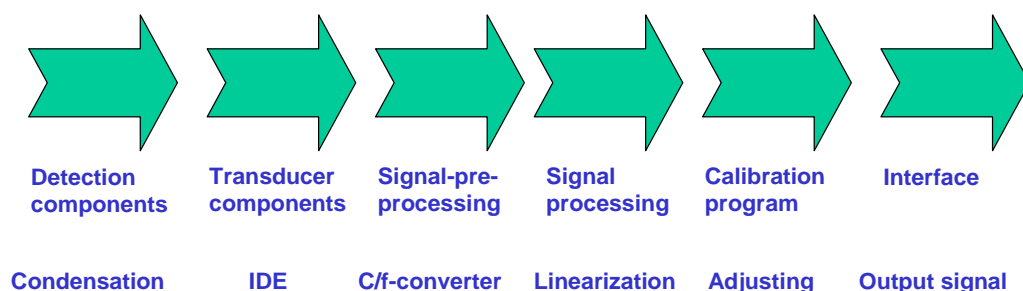 Detection
components
Transducer
components
Signal-pre-
processing
Signal
processing
Calibration
program
Interface
Condensation
IDE
C/f-converter
Linearization
Adjusting
Output signal